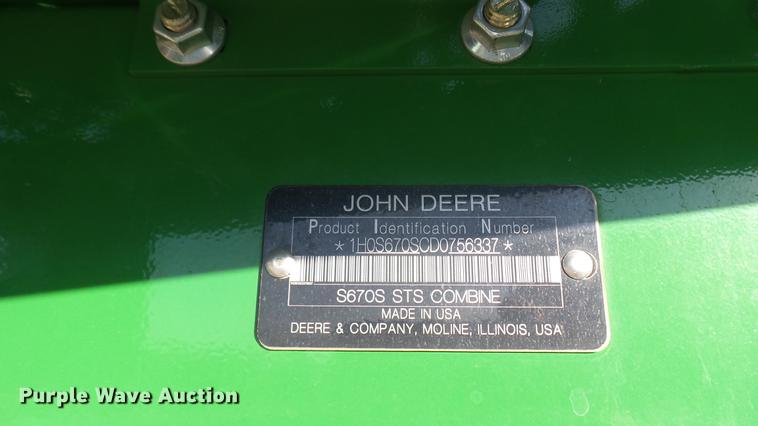 JOHN DEERE
Product Identification Number
*1H0S670SCD0756337*
S670S STS COMBINE
MADE IN USA
DEERE & COMPANY, MOLINE, ILLINOIS, USA
Purple Wave Auction